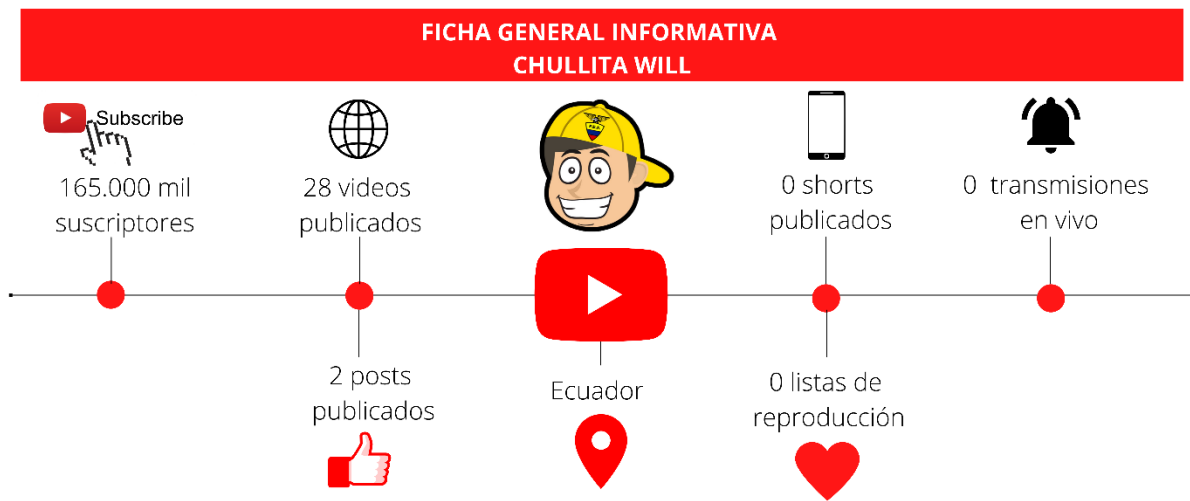 FICHA GENERAL INFORMATIVA
CHULLITA WILL
Subscribe
165.000 mil
suscriptores
28 videos
publicados
0 shorts
publicados
0 transmisiones
en vivo
2 posts
publicados
Ecuador
0 listas de
reproducción